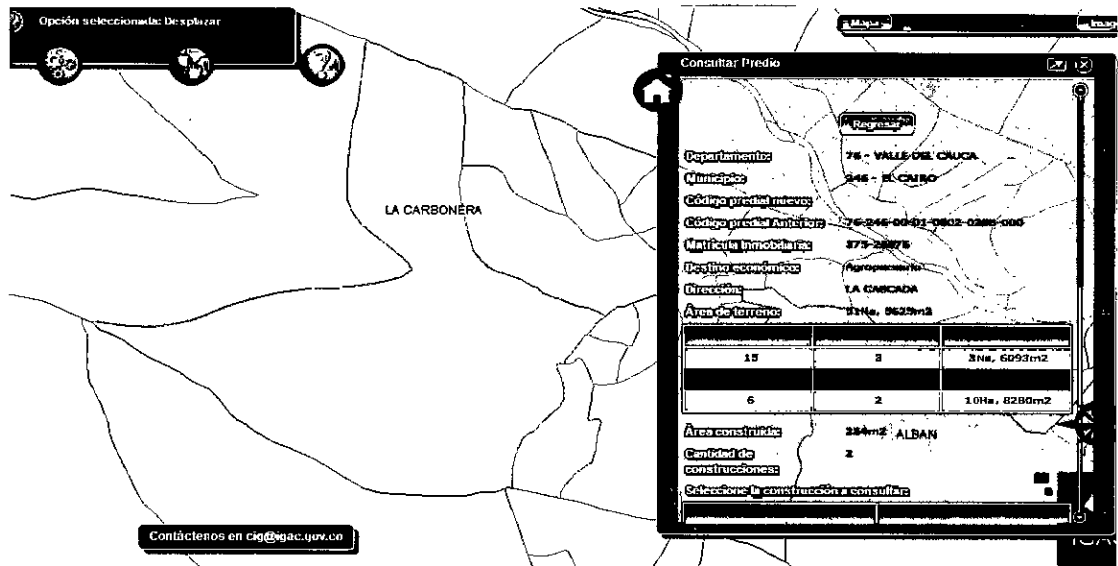 Opción seleccionada: Desplazar
Mapa
LA CARBONERA
Contáctenos en cig@igac.gov.co
Consultar Predio
Regresar
Departamento: 76 - VALLE DEL CAUCA
Municipio: 246 - EL CAIRO
Código predial nuevo:
Código predial Anterior:
Matrícula Inmobiliaria:
Destino económico: Agropecuario
Dirección: LA CASCADA
Área de terreno:
15 3 3Ha, 6093m2
6 2 10Ha, 8280m2
Área construida:
ALBAN
Cantidad de 2
construcciones:
Seleccione la construcción a consultar: